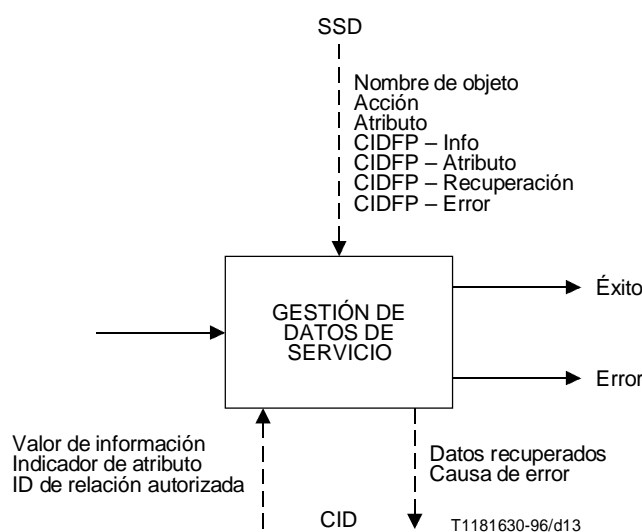 SSD
Nombre de objeto
Acción
Atributo
CIDFP – Info
CIDFP – Atributo
CIDFP – Recuperación
CIDFP – Error
GESTIÓN DE
DATOS DE
SERVICIO
Éxito
Error
Valor de información
Indicador de atributo
ID de relación autorizada
Datos recuperados
Causa de error
CID
T1181630-96/d13